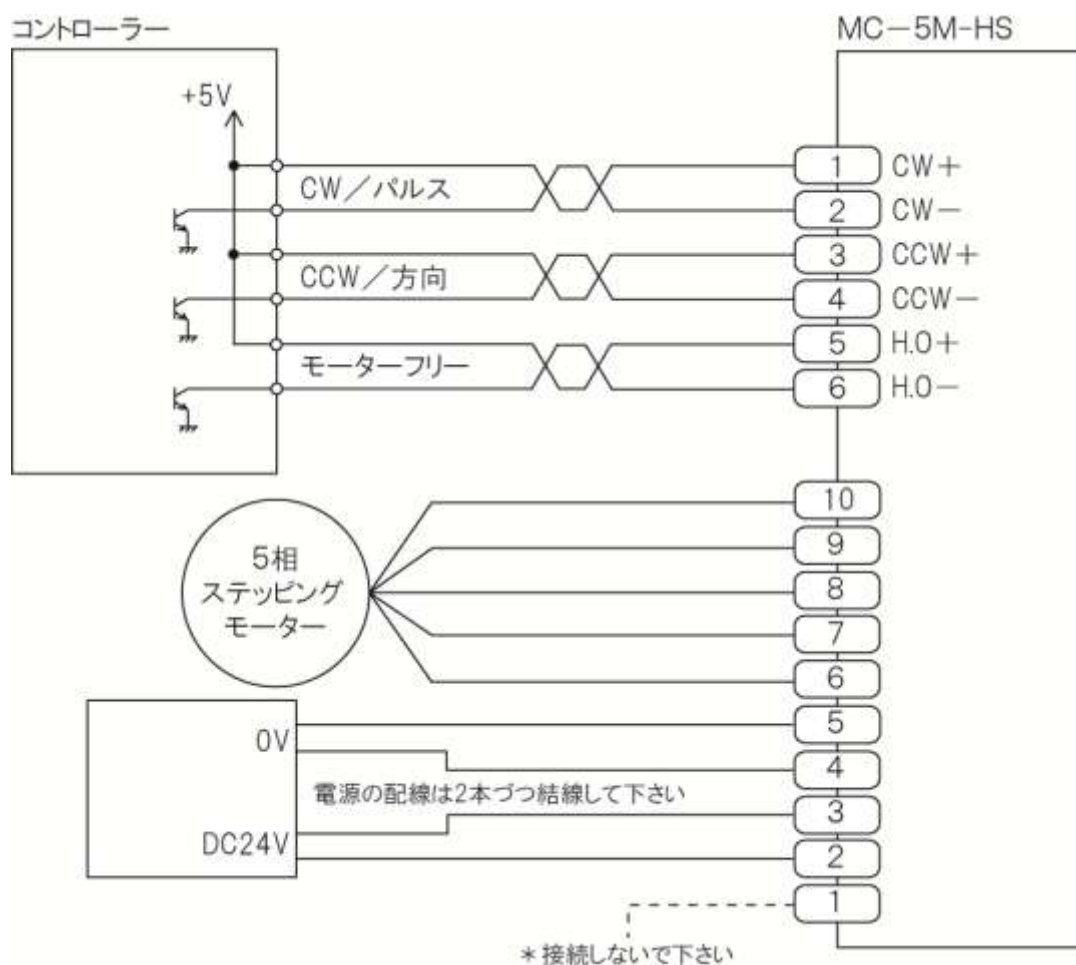 コントローラー
MC－5M-HS
+5V
CW／パルス
CCW／方向
モーターフリー
1 CW+
2 CW－
3 CCW+
4 CCW－
5 H.O+
6 H.O－
5相
ステッピング
モーター
10
9
8
7
6
5
4
3
2
1
0V
電源の配線は2本づつ結線して下さい
DC24V
＊接続しないで下さい